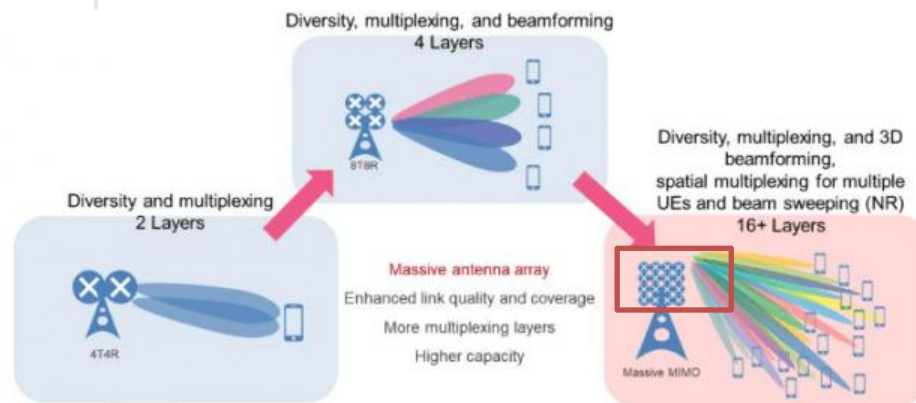 Diversity, multiplexing, and beamforming
4 Layers
8T8R
Diversity and multiplexing
2 Layers
4T4R
Massive antenna array
Enhanced link quality and coverage
More multiplexing layers
Higher capacity
Diversity, multiplexing, and 3D
beamforming,
spatial multiplexing for multiple
UEs and beam sweeping (NR)
16+ Layers
Massive MIMO